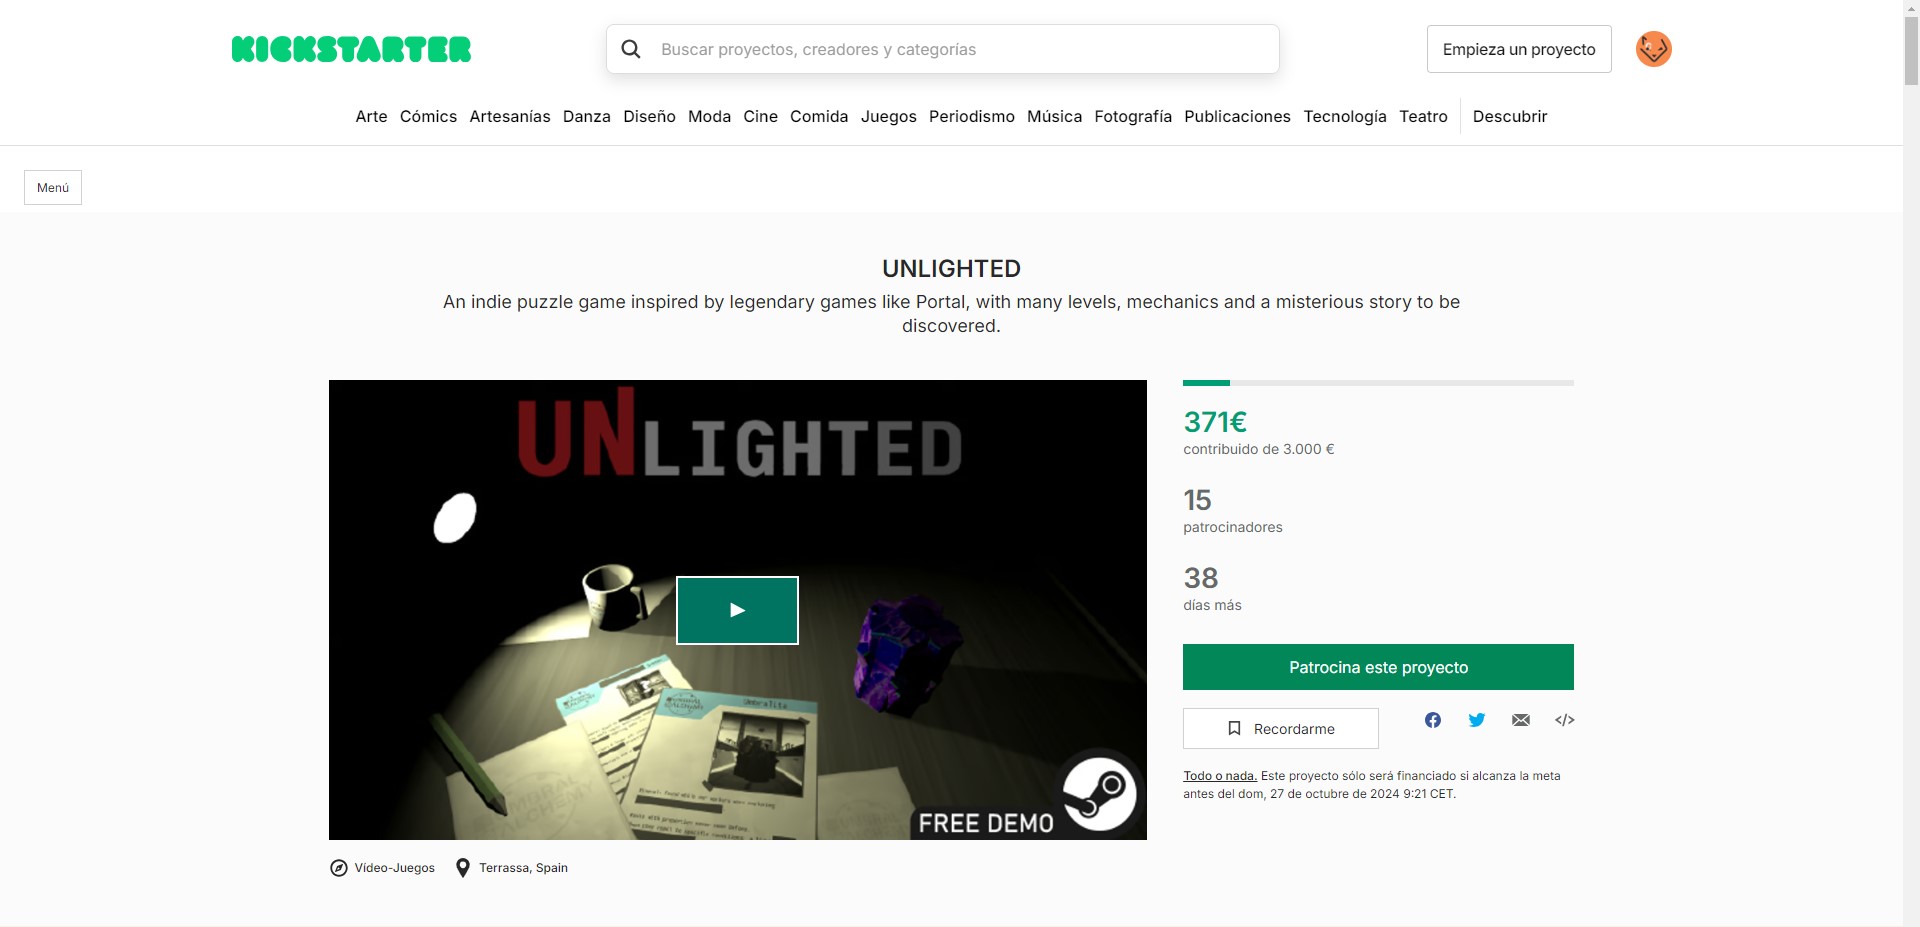 KICKSTARTER
Buscar proyectos, creadores y categorías
Empieza un proyecto
Arte Cómics Artesanías Danza Diseño Moda Cine Comida Juegos Periodismo Música Fotografía Publicaciones Tecnología Teatro Descubrir
Menú
UNLIGHTED
An indie puzzle game inspired by legendary games like Portal, with many levels, mechanics and a misterious story to be
discovered.
UNLIGHTED
Umbralita
FREE DEMO
371€
contribuido de 3.000 €
15
patrocinadores
38
días más
Patrocina este proyecto
Recordarme
Todo o nada. Este proyecto sólo será financiado si alcanza la meta
antes del dom, 27 de octubre de 2024 9:21 CET.
Vídeo-Juegos
Terrassa, Spain